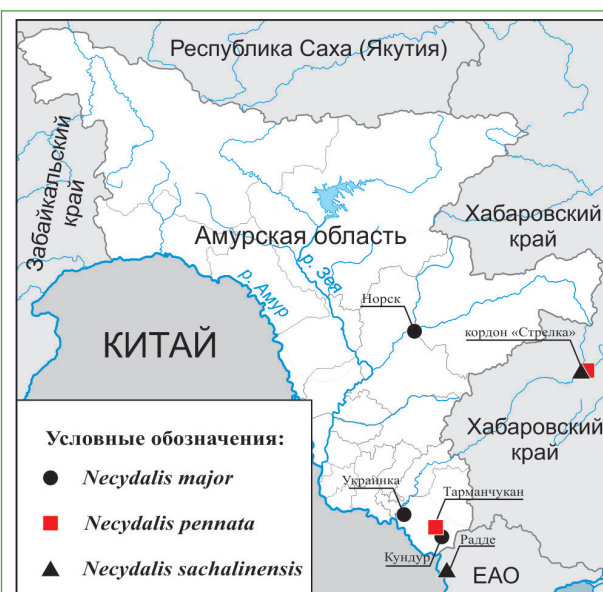 Республика Саха (Якутия)
Забайкальский
край
Хабаровский
край
Амурская область
р. Зея
р. Амур
Норск
КИТАЙ
кордон «Стрелка»
Хабаровский
край
Условные обозначения:
Necydalis major
Necydalis pennata
Necydalis sachalinensis
Украинка
Тарманчукан
Кундур
Радде
ЕАО